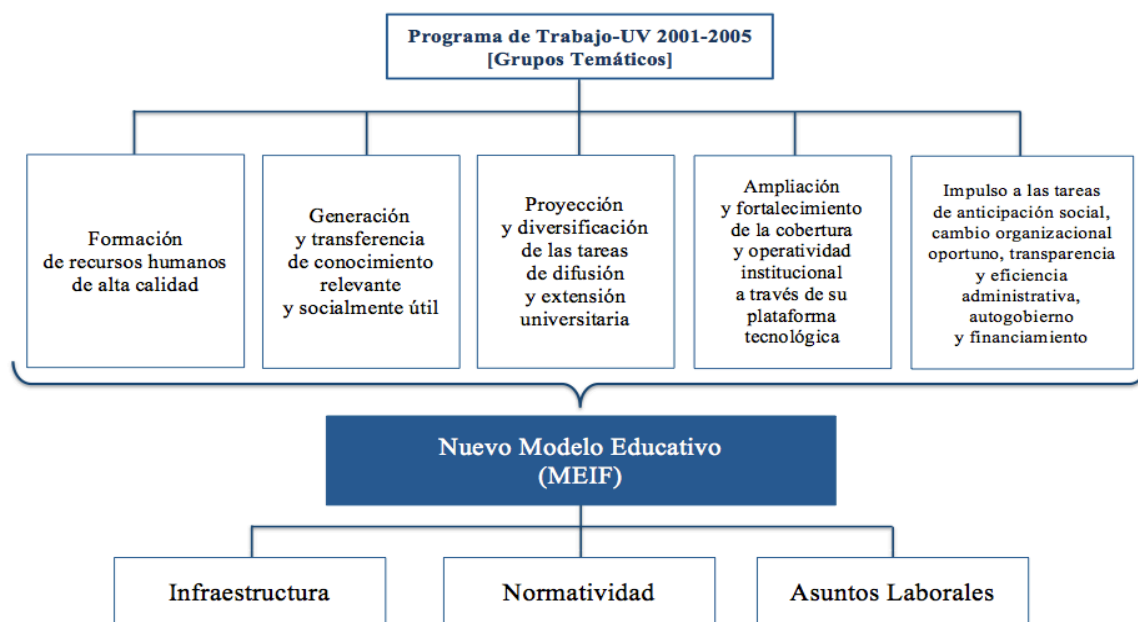 Programa de Trabajo-UV 2001-2005
[Grupos Temáticos]
Formación
de recursos humanos
de alta calidad
Generación
y transferencia
de conocimiento
relevante
y socialmente útil
Proyección
y diversificación
de las tareas
de difusión
y extensión
universitaria
Ampliación
y fortalecimiento
de la cobertura
y operatividad
institucional
a través de su
plataforma
tecnológica
Impulso a las tareas
de anticipación social,
cambio organizacional
oportuno, transparencia
y eficiencia
administrativa,
autogobierno
y financiamiento
Nuevo Modelo Educativo
(MEIF)
Infraestructura
Normatividad
Asuntos Laborales